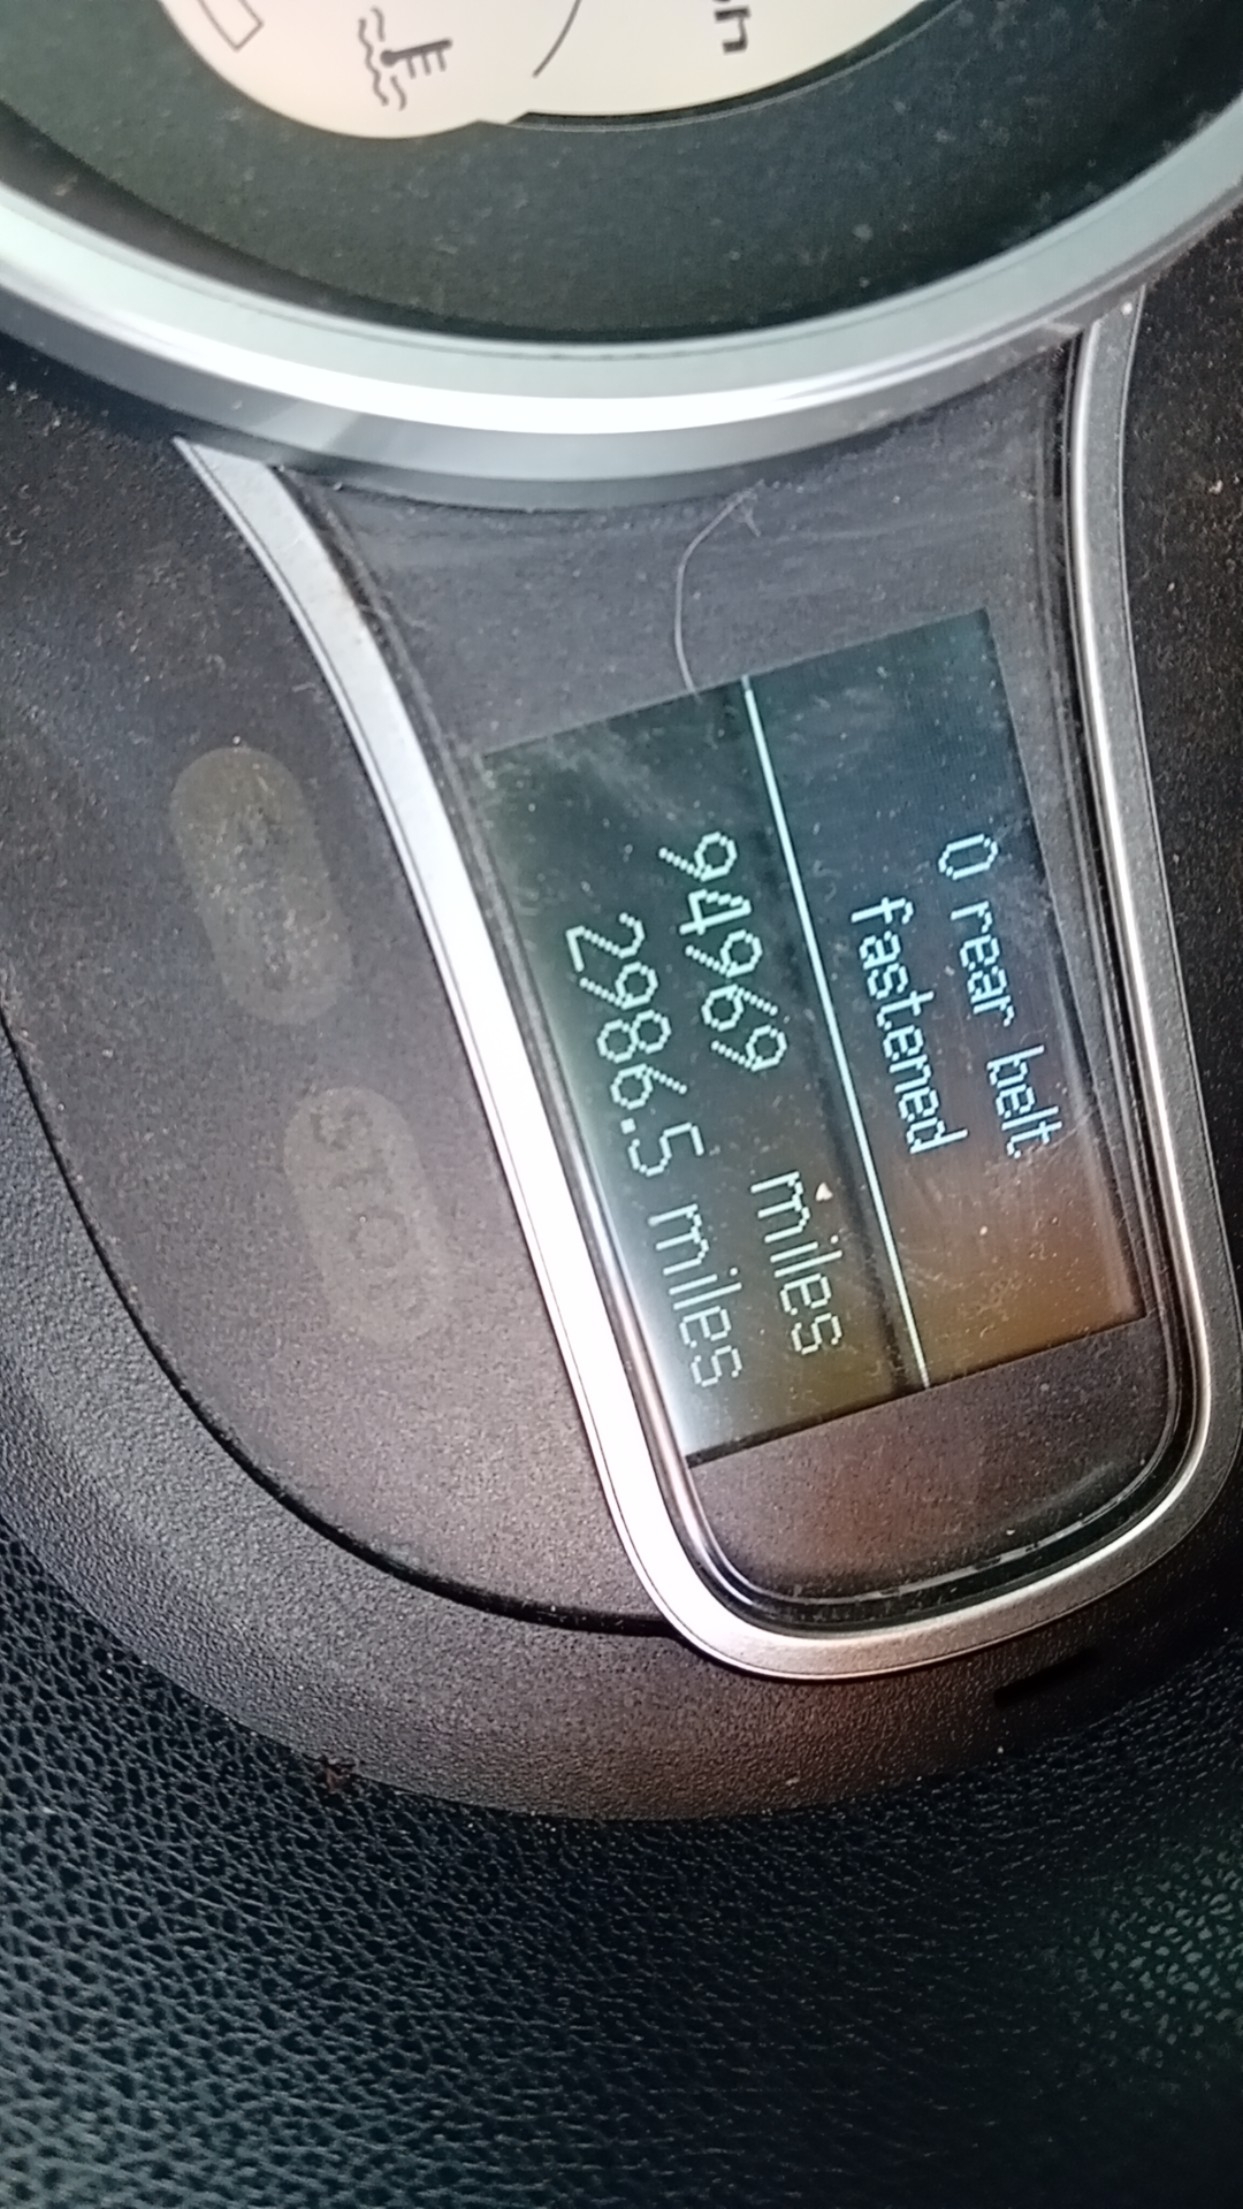 0 rear belt
fastened
94969 miles
2986.5 miles